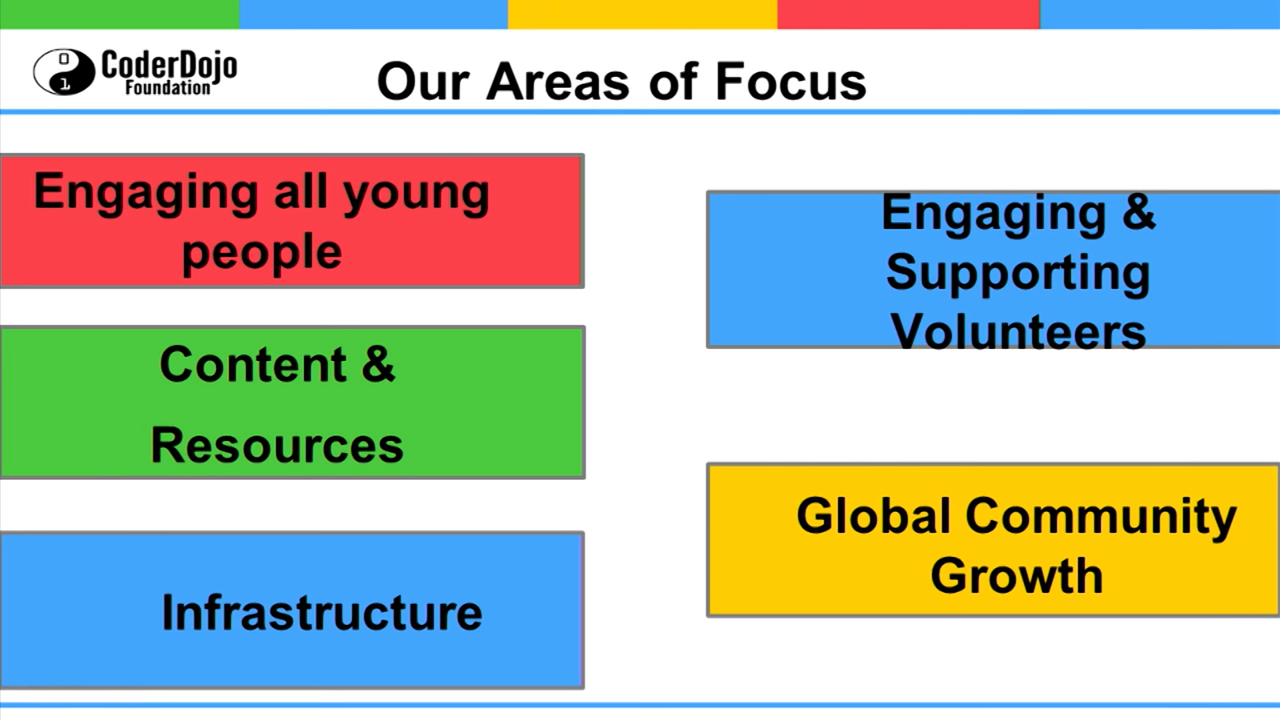 CoderDojo
Foundation
Our Areas of Focus
Engaging all young
people
Content &
Resources
Infrastructure
Engaging &
Supporting
Volunteers
Global Community
Growth